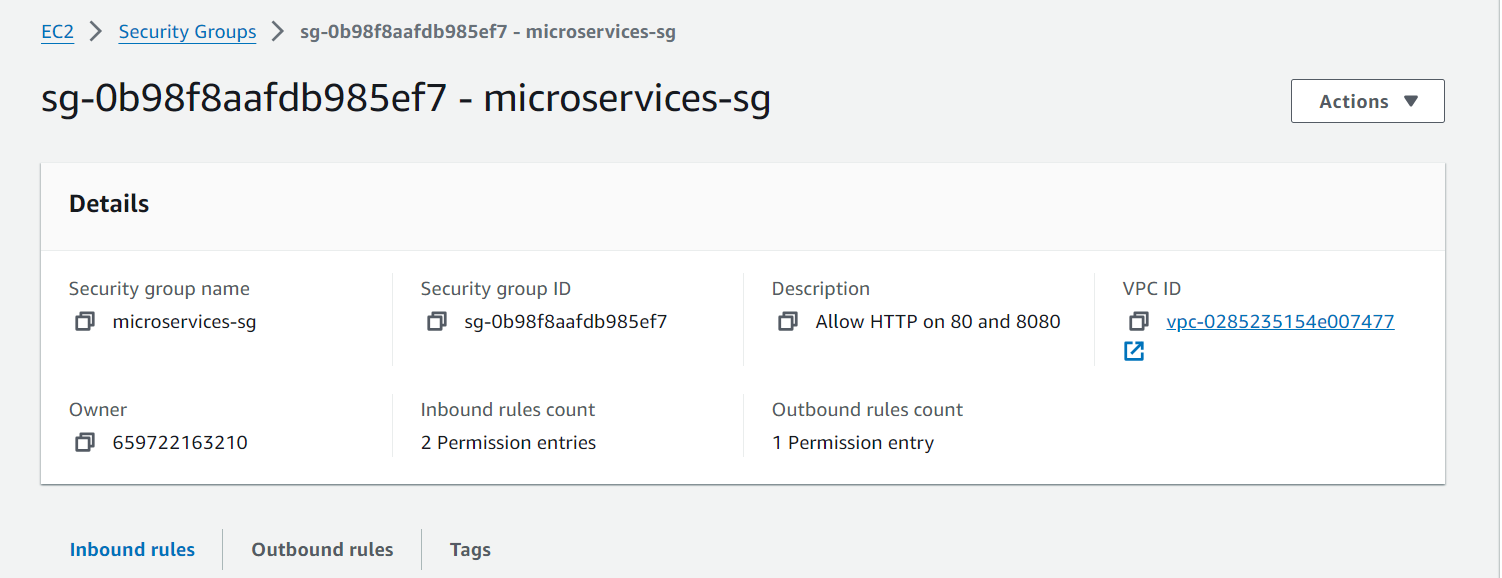 EC2 > Security Groups > sg-0b98f8aafdb985ef7 - microservices-sg
sg-0b98f8aafdb985ef7 - microservices-sg
Actions
Details
Security group name
microservices-sg
Security group ID
sg-0b98f8aafdb985ef7
Description
Allow HTTP on 80 and 8080
VPC ID
vpc-0285235154e007477
Owner
659722163210
Inbound rules count
2 Permission entries
Outbound rules count
1 Permission entry
Inbound rules
Outbound rules
Tags